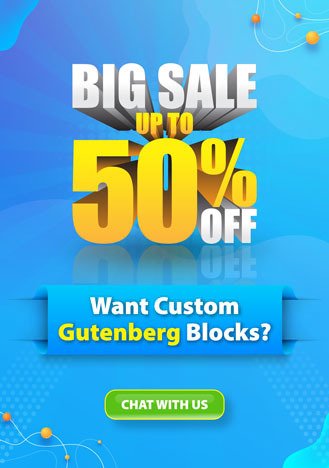 BIG SALE
UP TO
50%
OFF
Want Custom
Gutenberg Blocks?
CHAT WITH US